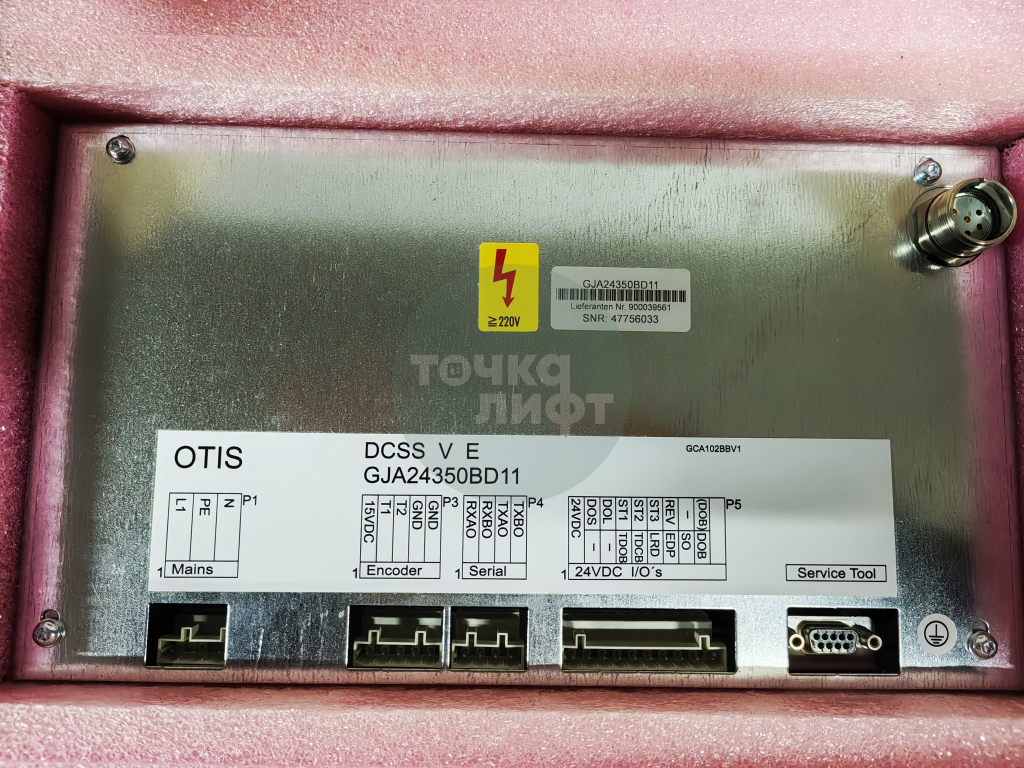 ≧220V
GJA24350BD11
Lieferanten Nr. 900039561
SNR: 47756033
точка
лифт
OTIS
DCSS V E
GJA24350BD11
GCA102BBV1
L1 PE N P1
1 Mains
15VDC T1 T2 GND GND P3
1 Encoder
RXAO RXBO TXAO TXBO P4
1 Serial
24VDC DOS DOL ST1 ST2 ST3 REV – (DOB) P5
– – TDOB TDCB LRD EDP SO DOB
1 24VDC I/O´s
Service Tool